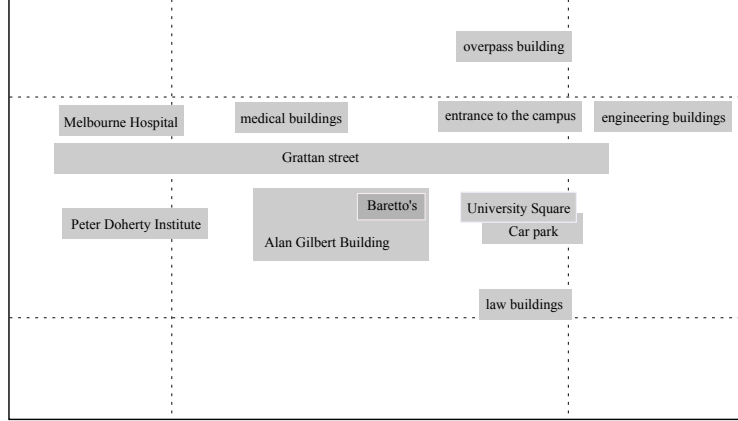 overpass building
Melbourne Hospital
medical buildings
entrance to the campus
engineering buildings
Grattan street
Baretto's
University Square
Peter Doherty Institute
Car park
Alan Gilbert Building
law buildings